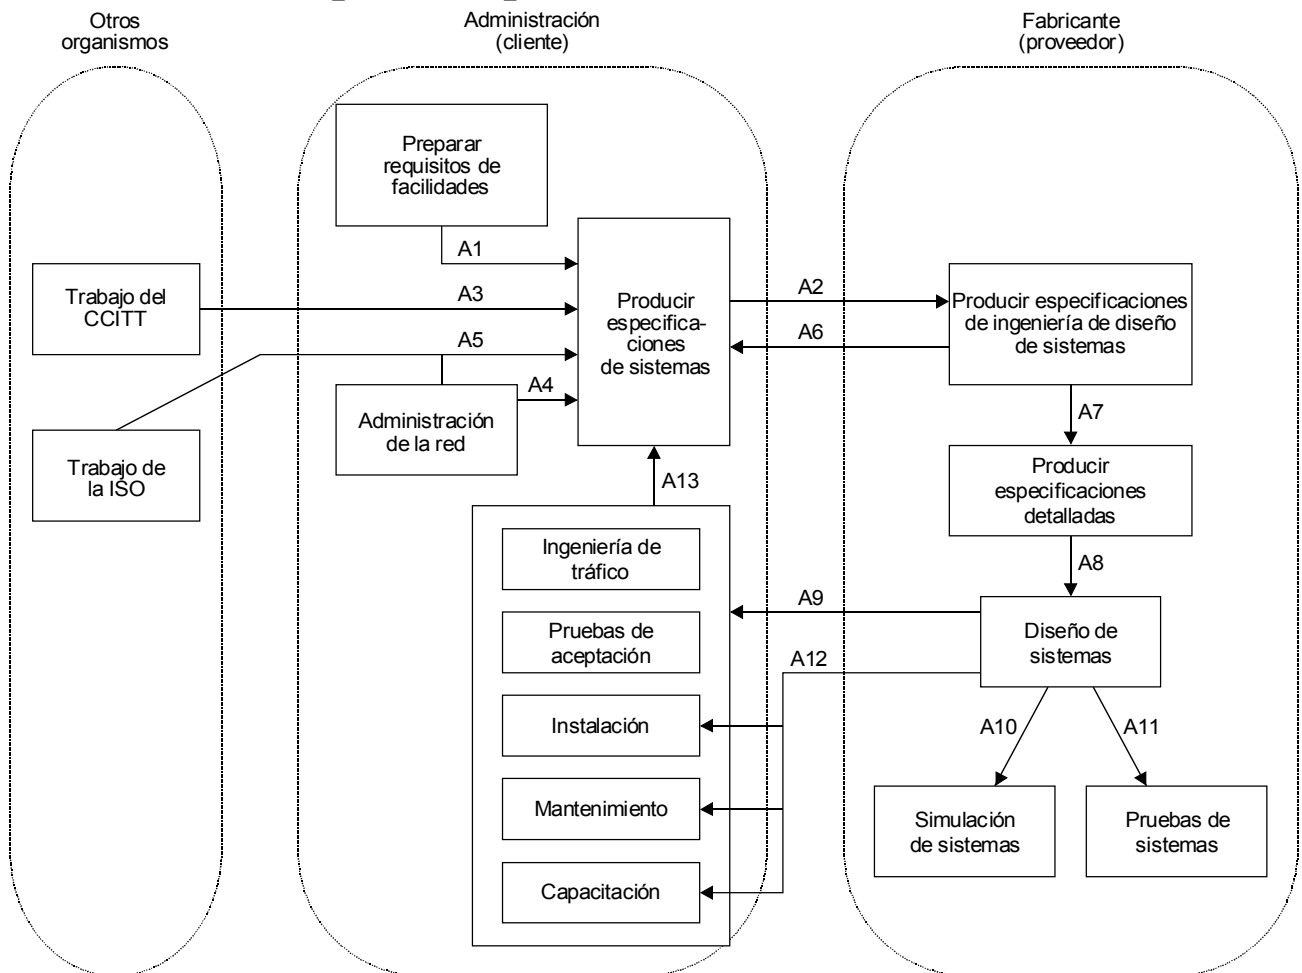 Otros
organismos
Administración
(cliente)
Fabricante
(proveedor)
Preparar
requisitos de
facilidades
A1
Trabajo del
CCITT
A3
Producir
especifica-
ciones
de sistemas
A2
A6
Producir especificaciones
de ingeniería de diseño
de sistemas
A5
A4
Administración
de la red
Trabajo de
la ISO
A7
A13
Producir
especificaciones
detalladas
Ingeniería de
tráfico
A8
A9
Diseño de
sistemas
Pruebas de
aceptación
A12
Instalación
A10
A11
Mantenimiento
Simulación
de sistemas
Pruebas de
sistemas
Capacitación